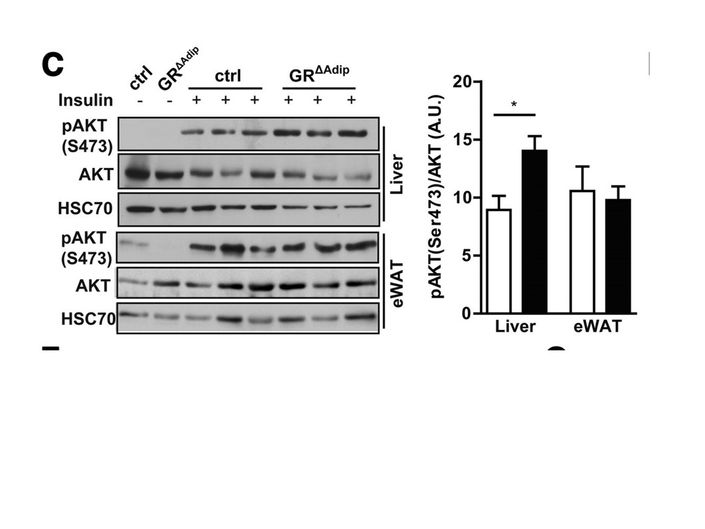 C
ctrl
GRΔAdip
ctrl
GRΔAdip
Insulin - - + + + + + +
pAKT
(S473)
AKT
HSC70
Liver
pAKT
(S473)
AKT
HSC70
eWAT
pAKT(Ser473)/AKT (A.U.)
20
15
10
5
0
*
Liver eWAT